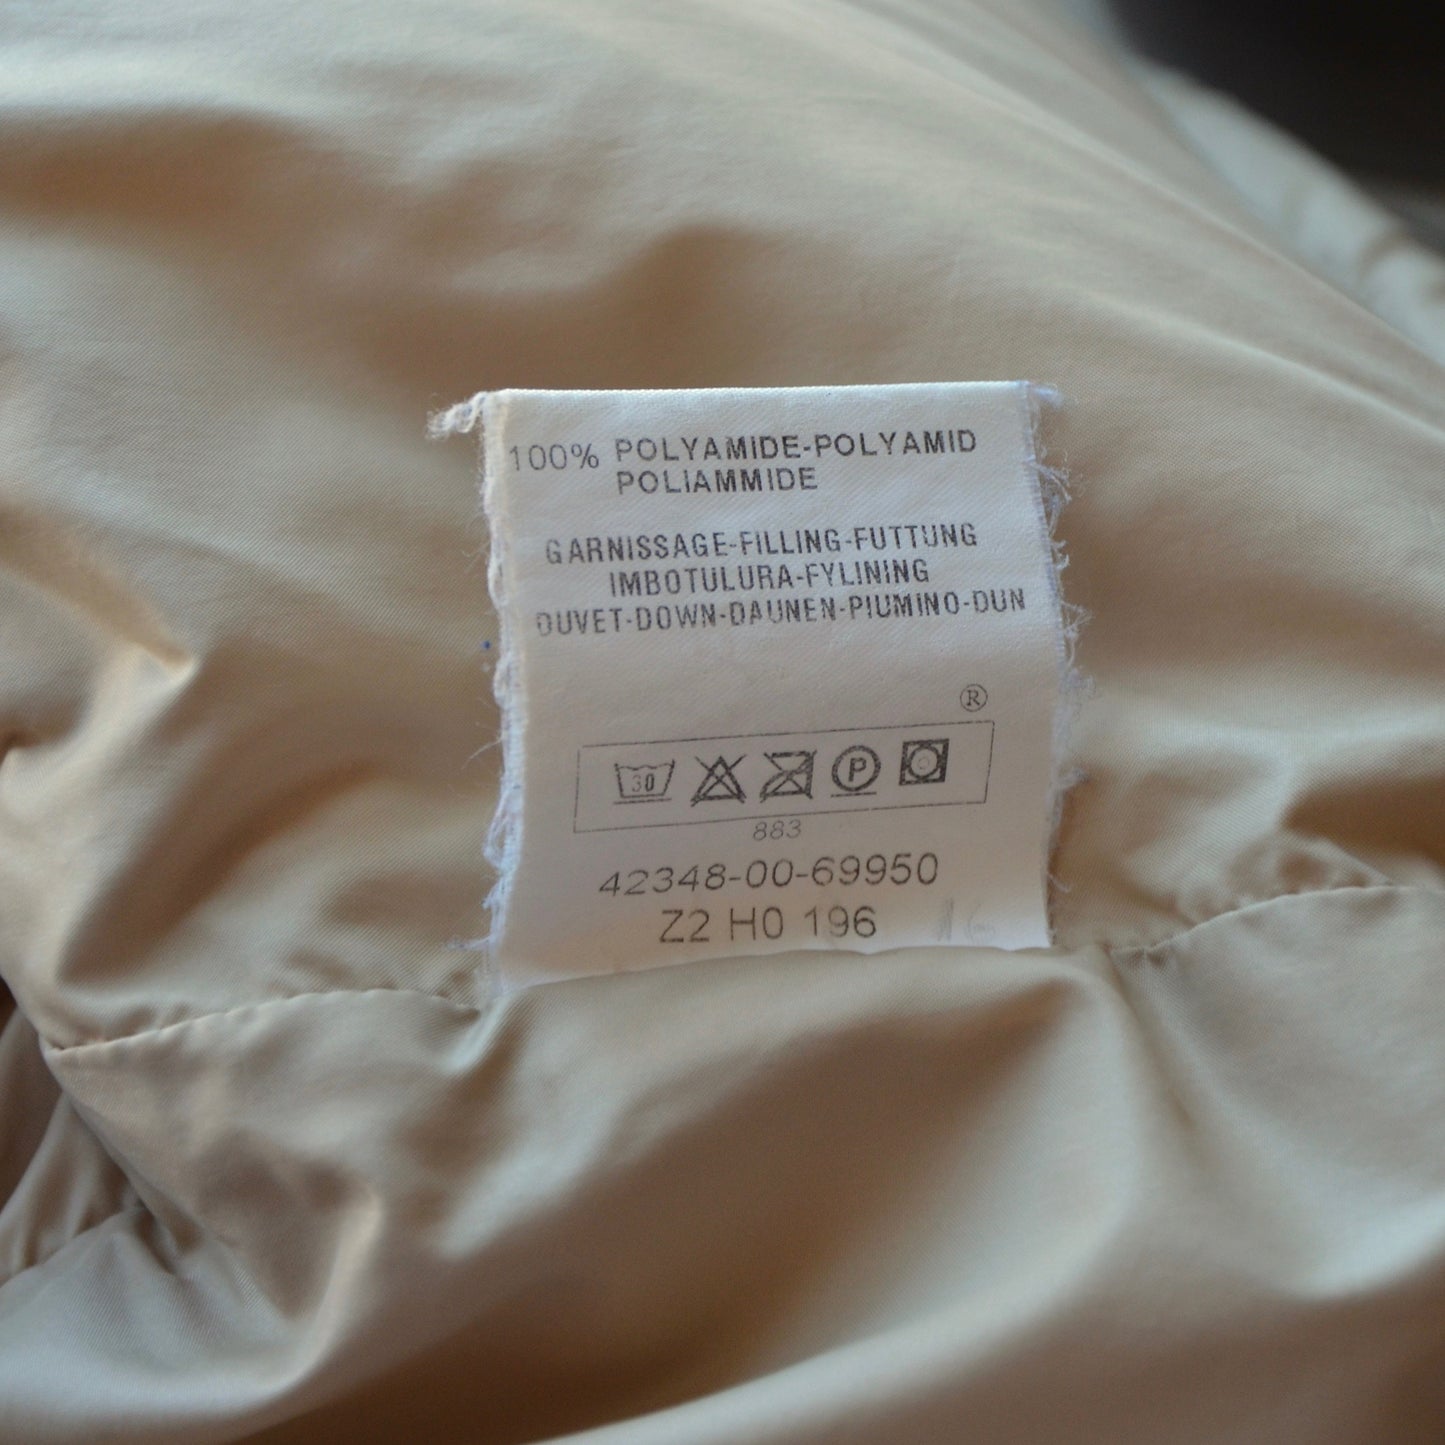 100% POLYAMIDE-POLYAMID
POLIAMMIDE
GARNISSAGE-FILLING-FUTTUNG
IMBOTULURA-FYLINING
DUVET-DOWN-DAUNEN-PIUMINO-DUN
®
30 P
883
42348-00-69950
Z2 H0 196